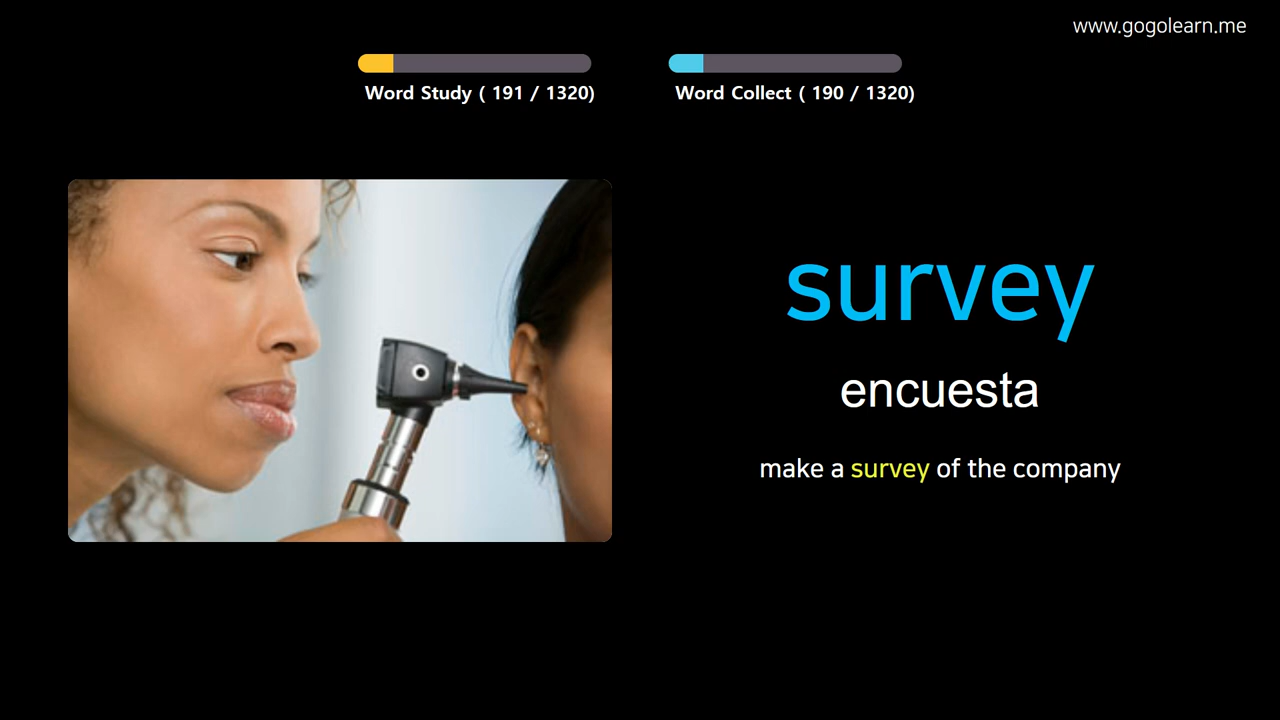 www.gogolearn.me
Word Study ( 191 / 1320)
Word Collect ( 190 / 1320)
survey
encuesta
make a survey of the company